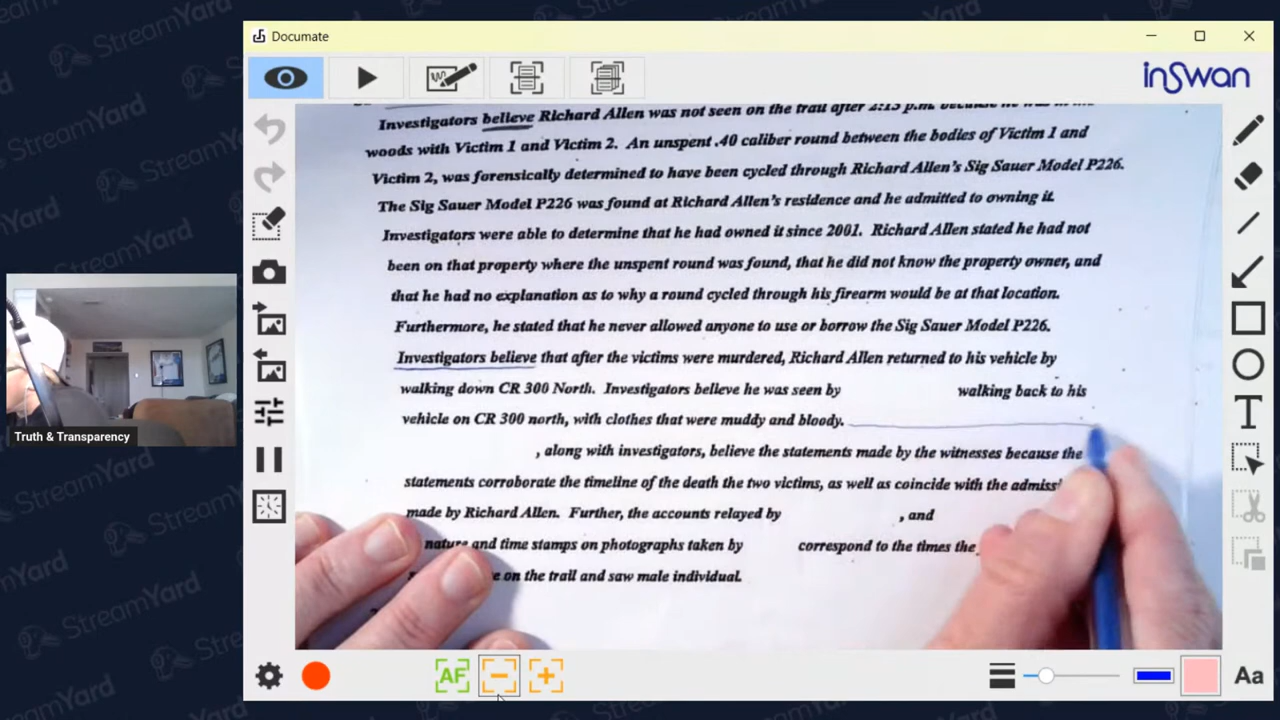 StreamYard
Documate
inSwan
Investigators believe Richard Allen was not seen on the trail after 2:13 p.m. because he was in the
woods with Victim 1 and Victim 2. An unspent .40 caliber round between the bodies of Victim 1 and
Victim 2, was forensically determined to have been cycled through Richard Allen's Sig Sauer Model P226.
The Sig Sauer Model P226 was found at Richard Allen's residence and he admitted to owning it.
Investigators were able to determine that he had owned it since 2001. Richard Allen stated he had not
been on that property where the unspent round was found, that he did not know the property owner, and
that he had no explanation as to why a round cycled through his firearm would be at that location.
Furthermore, he stated that he never allowed anyone to use or borrow the Sig Sauer Model P226.
Investigators believe that after the victims were murdered, Richard Allen returned to his vehicle by
walking down CR 300 North. Investigators believe he was seen by walking back to his
vehicle on CR 300 north, with clothes that were muddy and bloody.
, along with investigators, believe the statements made by the witnesses because the
statements corroborate the timeline of the death the two victims, as well as coincide with the
made by Richard Allen. Further, the accounts relayed by , and
nature and time stamps on photographs taken by correspond to the times the
on the trail and saw male individual.
Truth & Transparency
T
AF
Aa